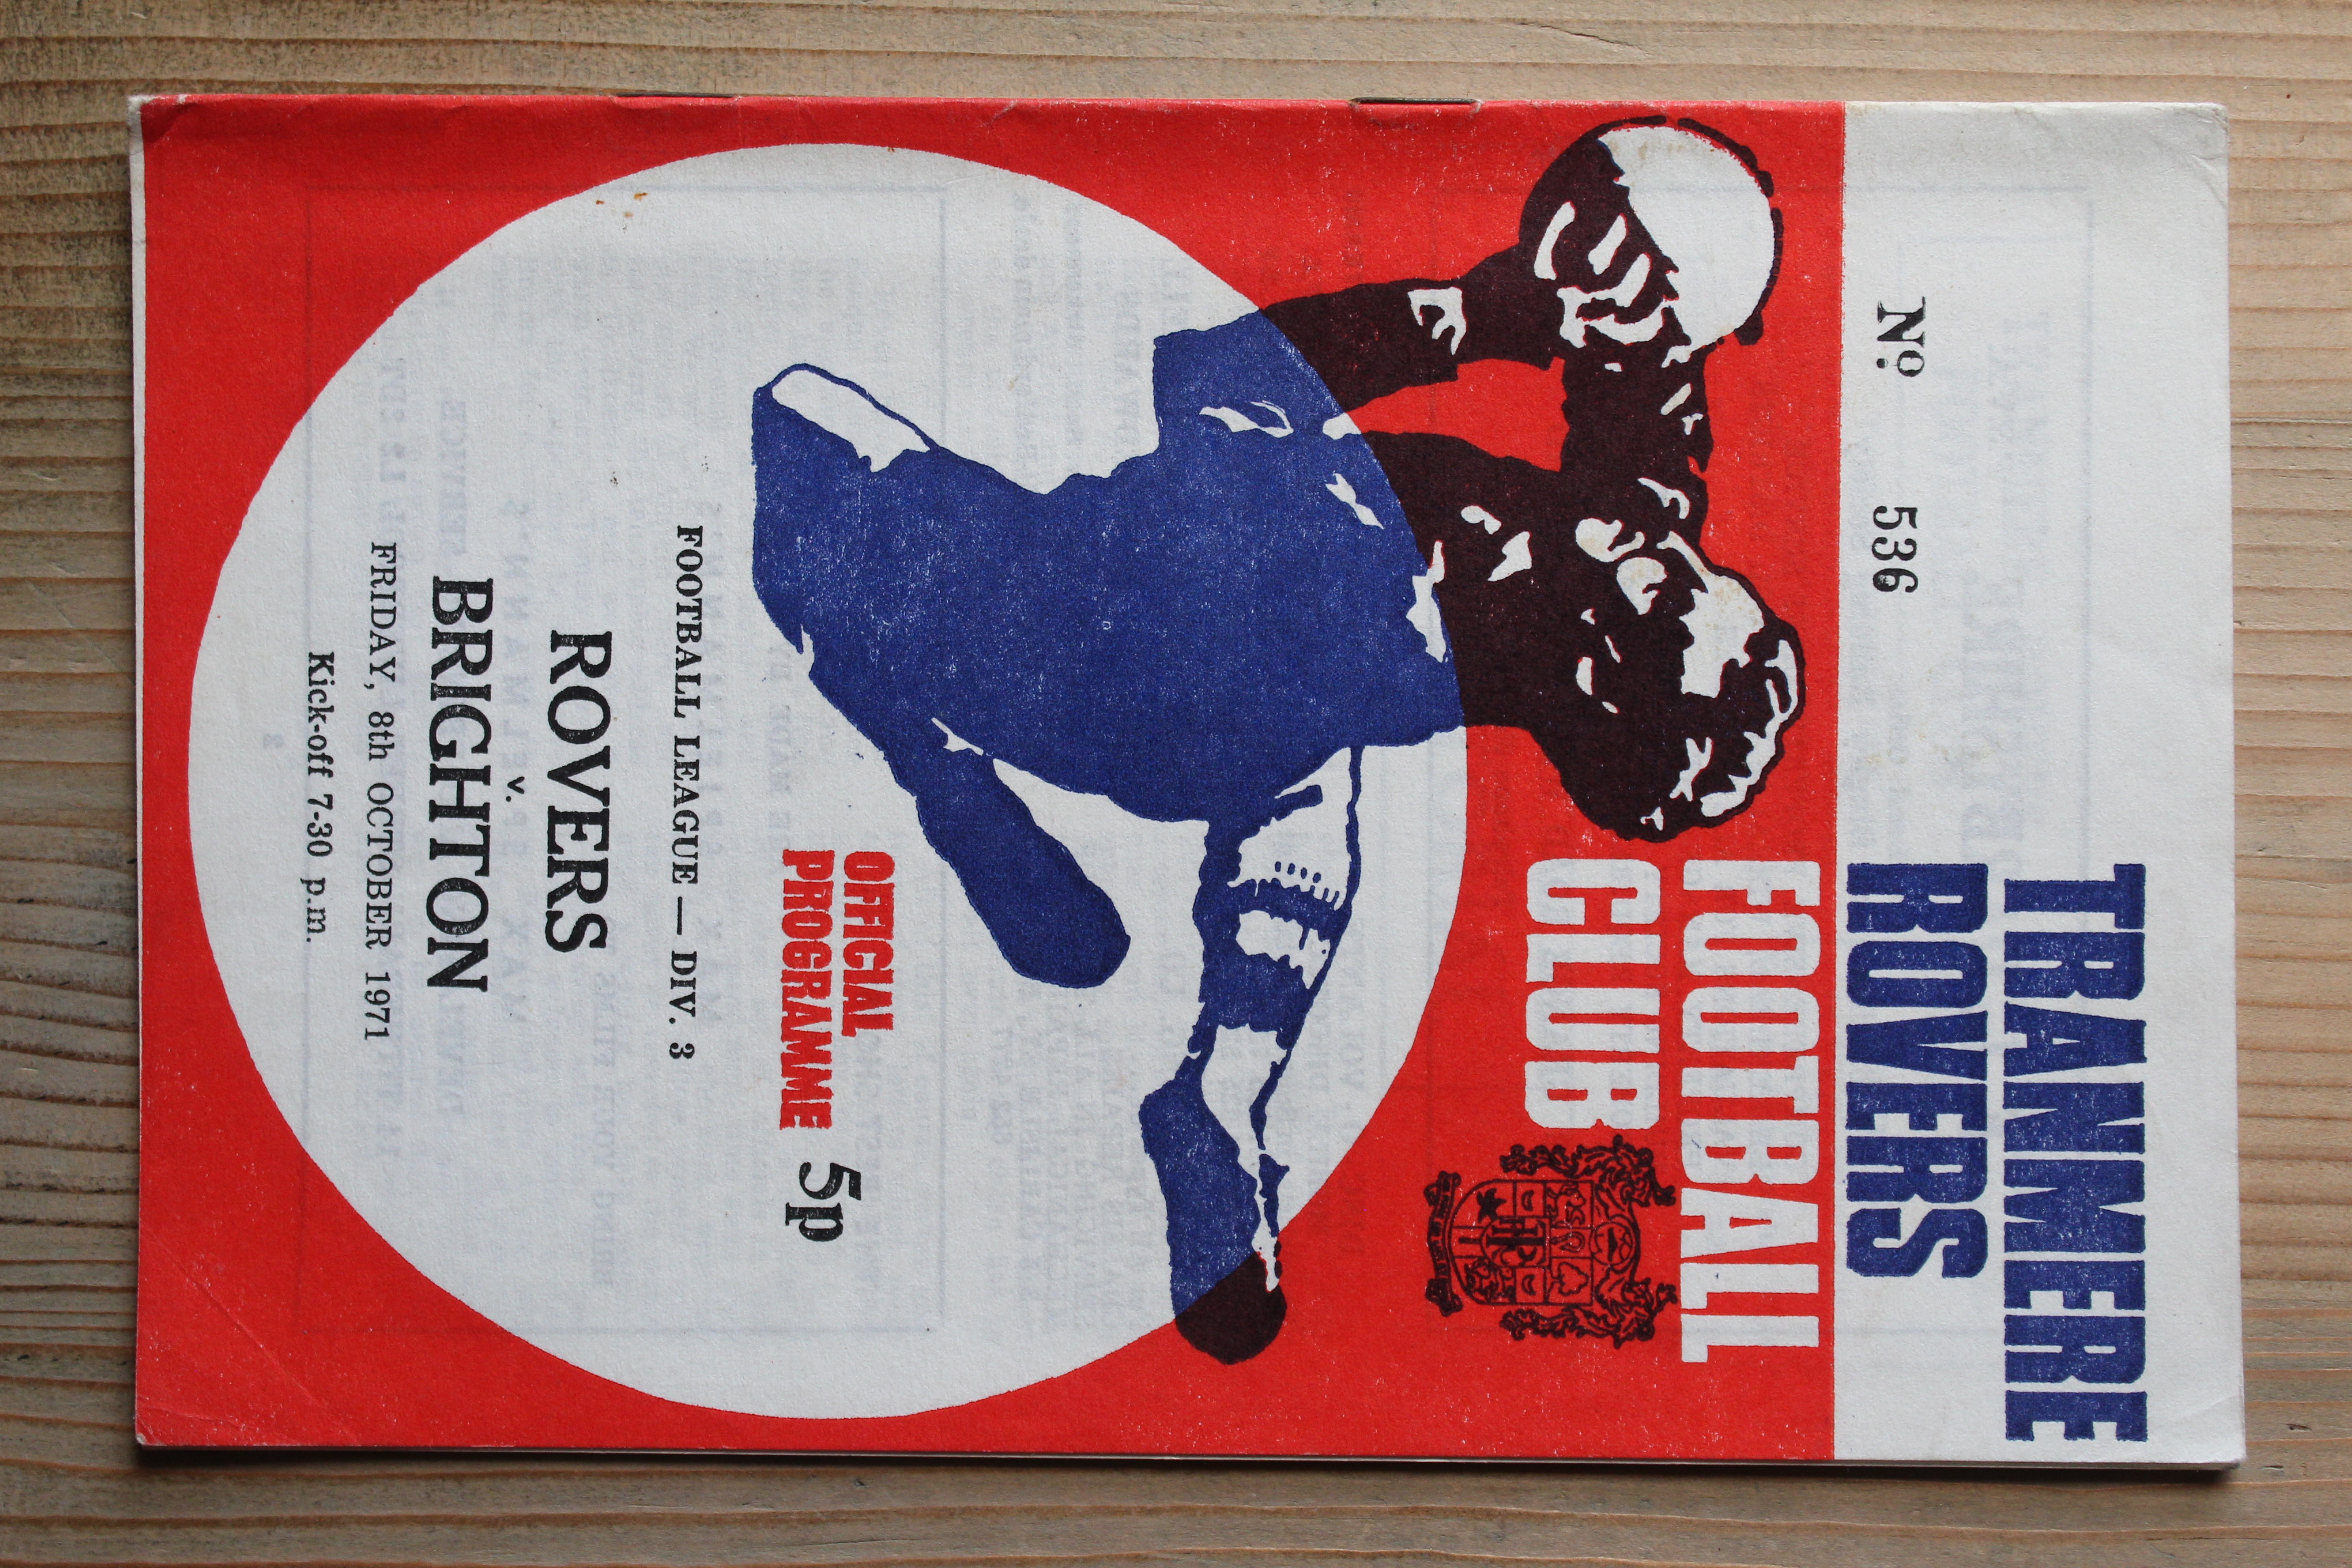 TRANMERE
ROVERS
Nº 536
FOOTBALL
CLUB
OFFICIAL
PROGRAMME 5p
FOOTBALL LEAGUE — DIV. 3
ROVERS
v.
BRIGHTON
FRIDAY, 8th OCTOBER 1971
Kick-off 7-30 p.m.